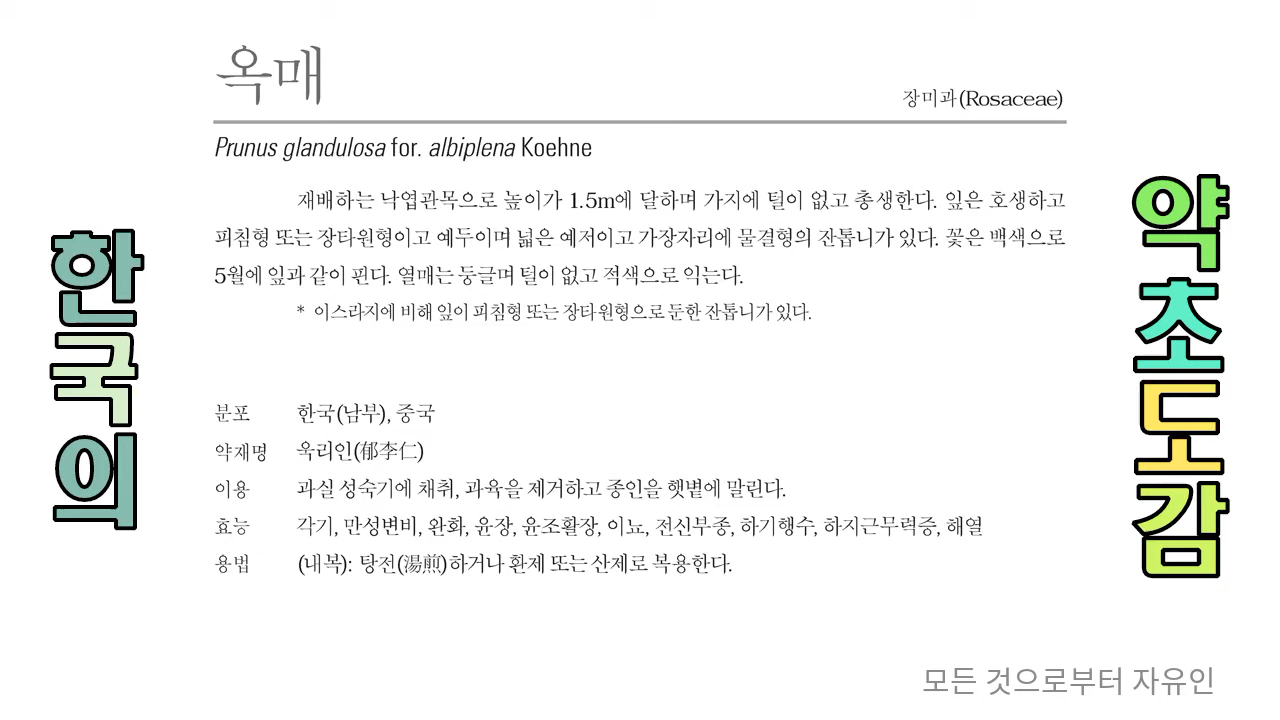 옥매
장미과(Rosaceae)
Prunus glandulosa for. albiplena Koehne
재배하는 낙엽관목으로 높이가 1.5m에 달하며 가지에 털이 없고 총생한다. 잎은 호생하고
피침형 또는 장타원형이고 예두이며 넓은 예저이고 가장자리에 물결형의 잔톱니가 있다. 꽃은 백색으로
5월에 잎과 같이 핀다. 열매는 둥글며 털이 없고 적색으로 익는다.
* 이스라지에 비해 잎이 피침형 또는 장타원형으로 둔한 잔톱니가 있다.
분포 한국(남부), 중국
약재명 욱리인(郁李仁)
이용 과실 성숙기에 채취, 과육을 제거하고 종인을 햇볕에 말린다.
효능 각기, 만성변비, 완화, 윤장, 윤조활장, 이뇨, 전신부종, 하기행수, 하지근무력증, 해열
용법 (내복): 탕전(湯煎)하거나 환제 또는 산제로 복용한다.
한국의
약초도감
모든 것으로부터 자유인